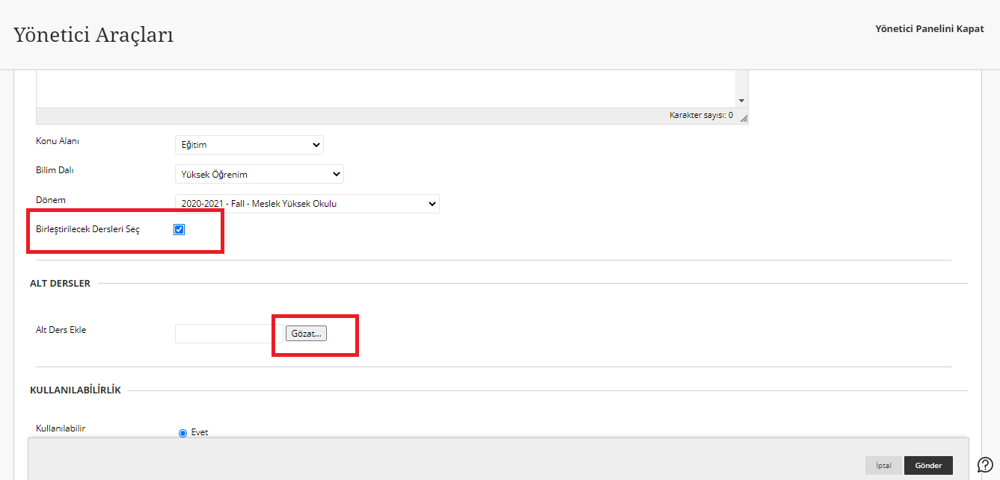 Yönetici Araçları
Yönetici Panelini Kapat
Karakter sayısı: 0
Konu Alanı
Eğitim
Bilim Dalı
Yüksek Öğrenim
Dönem
2020-2021 - Fall - Meslek Yüksek Okulu
Birleştirilecek Dersleri Seç
ALT DERSLER
Alt Ders Ekle
Gözat...
KULLANILABİLİRLİK
Kullanılabilir
Evet
İptal
Gönder